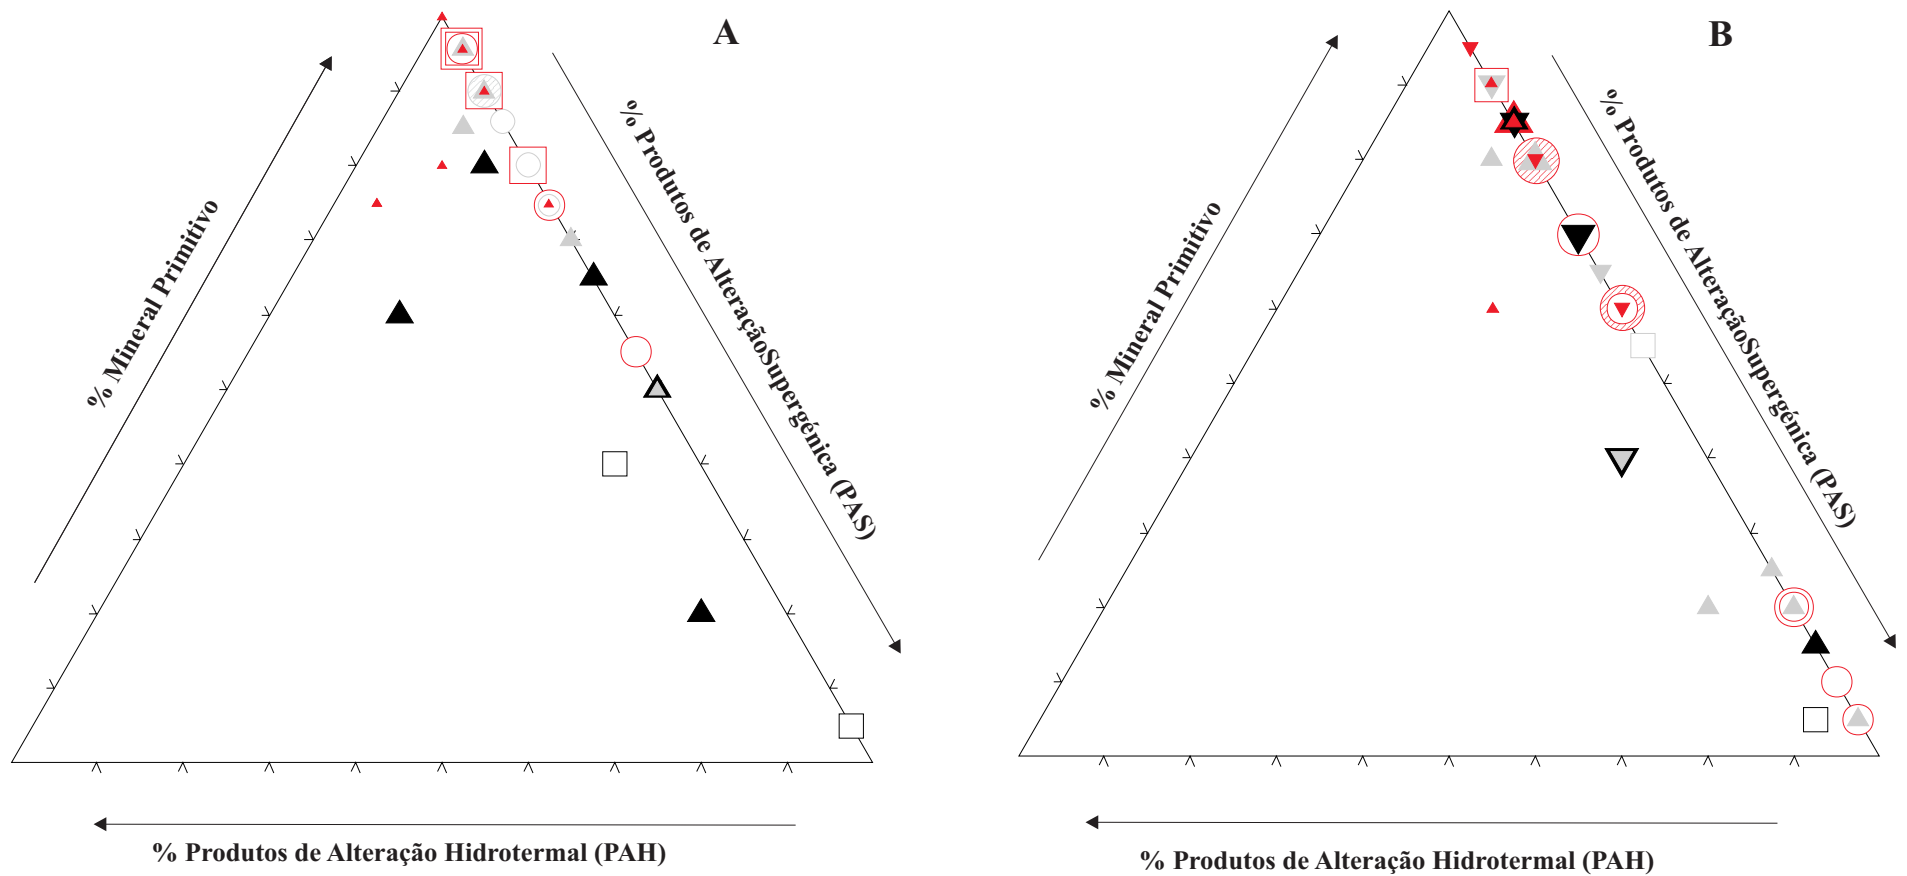 A
% Mineral Primitivo
% Produtos de AlteraçãoSupergénica (PAS)
% Produtos de Alteração Hidrotermal (PAH)
B
% Mineral Primitivo
% Produtos de AlteraçãoSupergénica (PAS)
% Produtos de Alteração Hidrotermal (PAH)